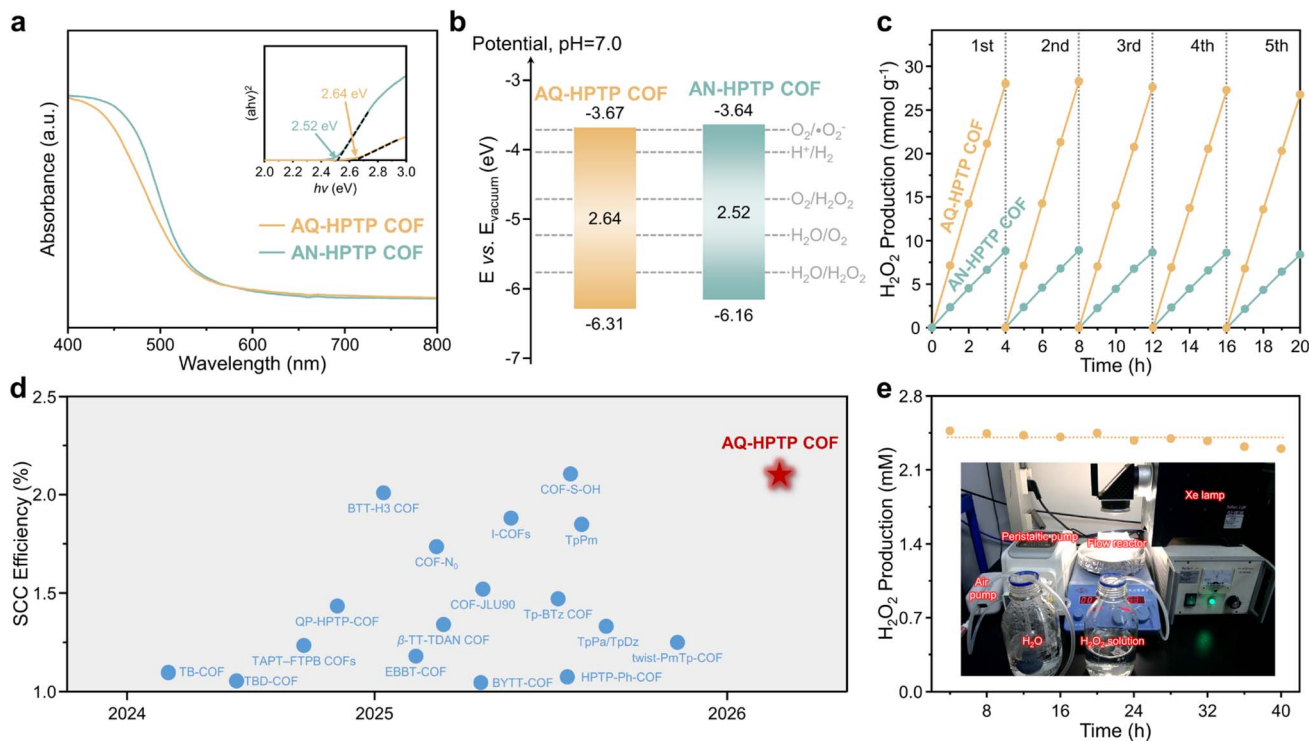 a
Absorbance (a.u.)
400
500
600
700
800
Wavelength (nm)
(ahv)²
2.64 eV
2.52 eV
2.0
2.2
2.4
2.6
2.8
3.0
hv (eV)
AQ-HPTP COF
AN-HPTP COF
b
Potential, pH=7.0
E vs. Evacuum (eV)
-3
-4
-5
-6
-7
AQ-HPTP COF
-3.67
2.64
-6.31
AN-HPTP COF
-3.64
2.52
-6.16
O₂/•O₂⁻
H⁺/H₂
O₂/H₂O₂
H₂O/O₂
H₂O/H₂O₂
c
H₂O₂ Production (mmol g⁻¹)
40
35
30
25
20
15
10
5
0
1st
2nd
3rd
4th
5th
AQ-HPTP COF
AN-HPTP COF
0
2
4
6
8
10
12
14
16
18
20
Time (h)
d
SCC Efficiency (%)
2.5
2.0
1.5
1.0
AQ-HPTP COF
COF-S-OH
BTT-H3 COF
I-COFs
TpPm
COF-N₀
COF-JLU90
Tp-BTz COF
QP-HPTP-COF
β-TT-TDAN COF
TpPa/TpDz
TAPT–FTPB COFs
twist-PmTp-COF
EBBT-COF
TB-COF
TBD-COF
BYTT-COF
HPTP-Ph-COF
2024
2025
2026
e
H₂O₂ Production (mM)
2.8
2.1
1.4
0.7
0.0
Xe lamp
Peristaltic pump
Flow reactor
Air
pump
H₂O
H₂O₂ solution
8
16
24
32
40
Time (h)